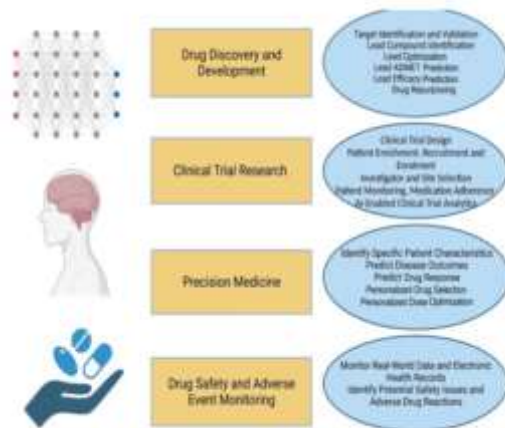 Drug Discovery and
Development
Target Identification and Validation
Lead Compound Identification
Lead Optimization
Lead ADMET Prediction
Lead Efficacy Prediction
Drug Repurposing
Clinical Trial Research
Clinical Trial Design
Patient Enrichment, Recruitment and
Enrolment
Investigator and Site Selection
Patient Monitoring, Medication Adherence
Enabled Clinical Trial Analytics
Precision Medicine
Identify Specific Patient Characteristics
Predict Disease Outcomes
Predict Drug Response
Personalized Drug Selection
Personalized Dose Optimization
Drug Safety and Adverse
Event Monitoring
Monitor Real-World Data and Electronic
Health Records
Identify Potential Safety Issues and
Adverse Drug Reactions